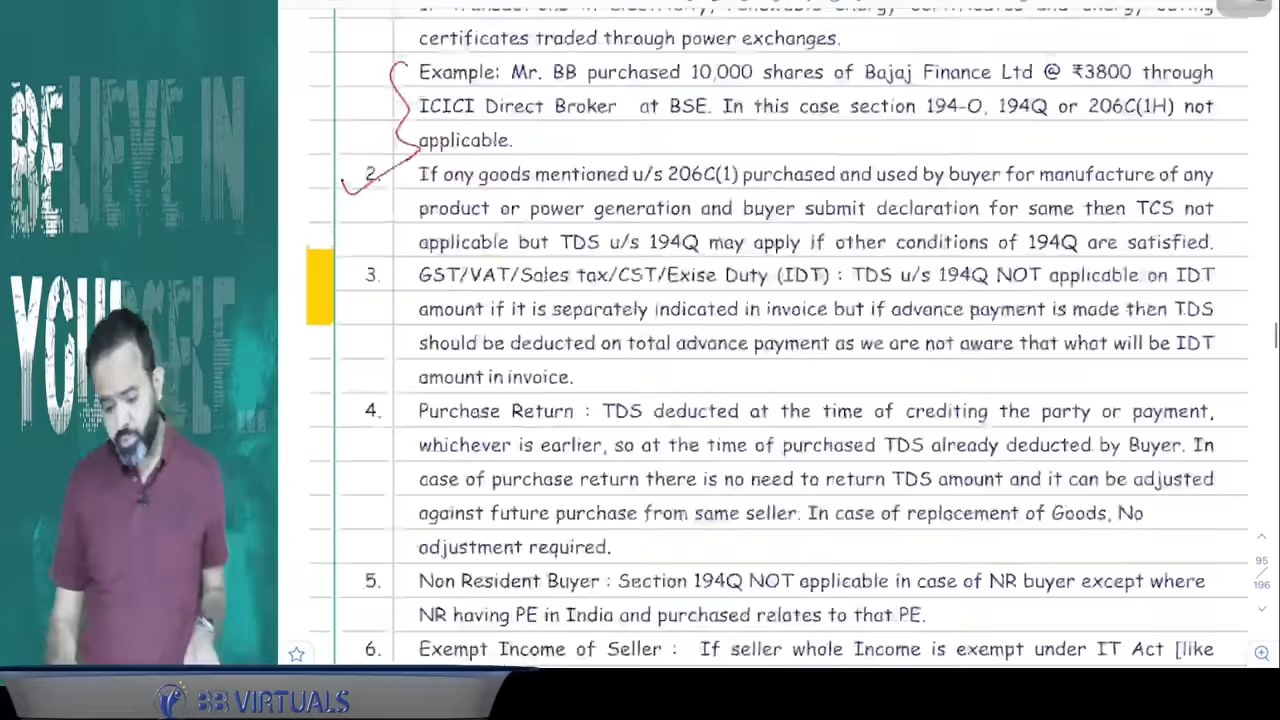 BELIEVE IN
YOURSELF...
certificates traded through power exchanges.
Example: Mr. BB purchased 10,000 shares of Bajaj Finance Ltd @ ₹3800 through
ICICI Direct Broker at BSE. In this case section 194-O, 194Q or 206C(1H) not
applicable.
2. If any goods mentioned u/s 206C(1) purchased and used by buyer for manufacture of any
product or power generation and buyer submit declaration for same then TCS not
applicable but TDS u/s 194Q may apply if other conditions of 194Q are satisfied.
3. GST/VAT/Sales tax/CST/Exise Duty (IDT) : TDS u/s 194Q NOT applicable on IDT
amount if it is separately indicated in invoice but if advance payment is made then TDS
should be deducted on total advance payment as we are not aware that what will be IDT
amount in invoice.
4. Purchase Return : TDS deducted at the time of crediting the party or payment,
whichever is earlier, so at the time of purchased TDS already deducted by Buyer. In
case of purchase return there is no need to return TDS amount and it can be adjusted
against future purchase from same seller. In case of replacement of Goods, No
adjustment required.
5. Non Resident Buyer : Section 194Q NOT applicable in case of NR buyer except where
NR having PE in India and purchased relates to that PE.
6. Exempt Income of Seller : If seller whole Income is exempt under IT Act [like
95
196
BB VIRTUALS